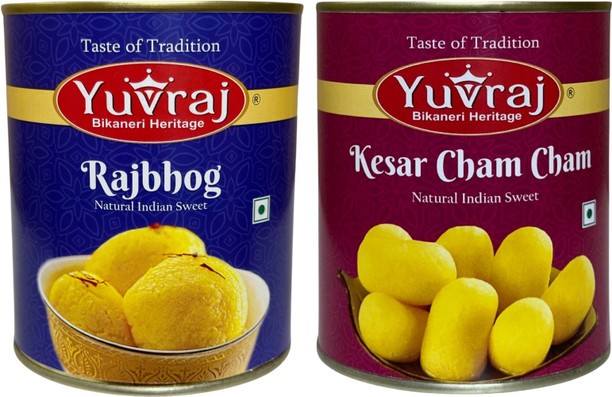 Taste of Tradition
Yuvraj ®
Bikaneri Heritage
Rajbhog
Natural Indian Sweet
Taste of Tradition
Yuvraj ®
Bikaneri Heritage
Kesar Cham Cham
Natural Indian Sweet